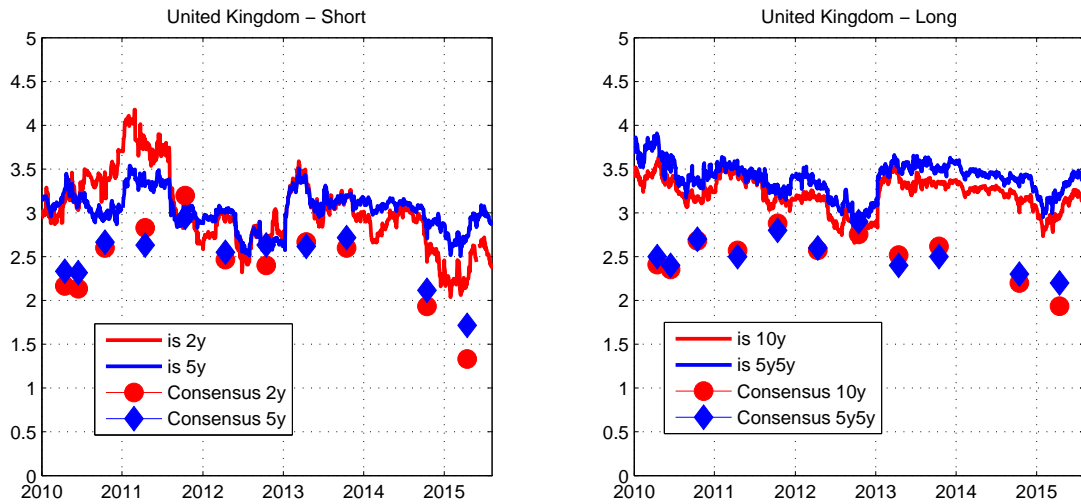 United Kingdom − Short
5
4.5
4
3.5
3
2.5
2
1.5
1
0.5
0
2010 2011 2012 2013 2014 2015
is 2y
is 5y
Consensus 2y
Consensus 5y
United Kingdom − Long
5
4.5
4
3.5
3
2.5
2
1.5
1
0.5
0
2010 2011 2012 2013 2014 2015
is 10y
is 5y5y
Consensus 10y
Consensus 5y5y